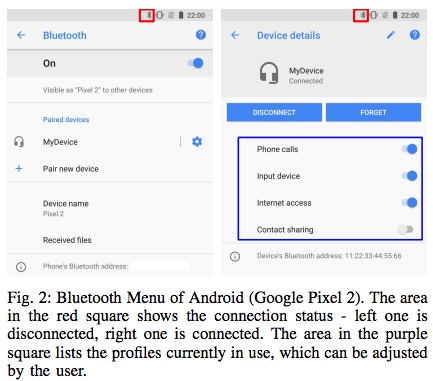 22:00
Bluetooth
On
Visible as "Pixel 2" to other devices
Paired devices
MyDevice
Pair new device
Device name
Pixel 2
Received files
Phone's Bluetooth address:
22:00
Device details
MyDevice
Connected
DISCONNECT
FORGET
Phone calls
Input device
Internet access
Contact sharing
Device's Bluetooth address: 11:22:33:44:55:66
Fig. 2: Bluetooth Menu of Android (Google Pixel 2). The area
in the red square shows the connection status - left one is
disconnected, right one is connected. The area in the purple
square lists the profiles currently in use, which can be adjusted
by the user.